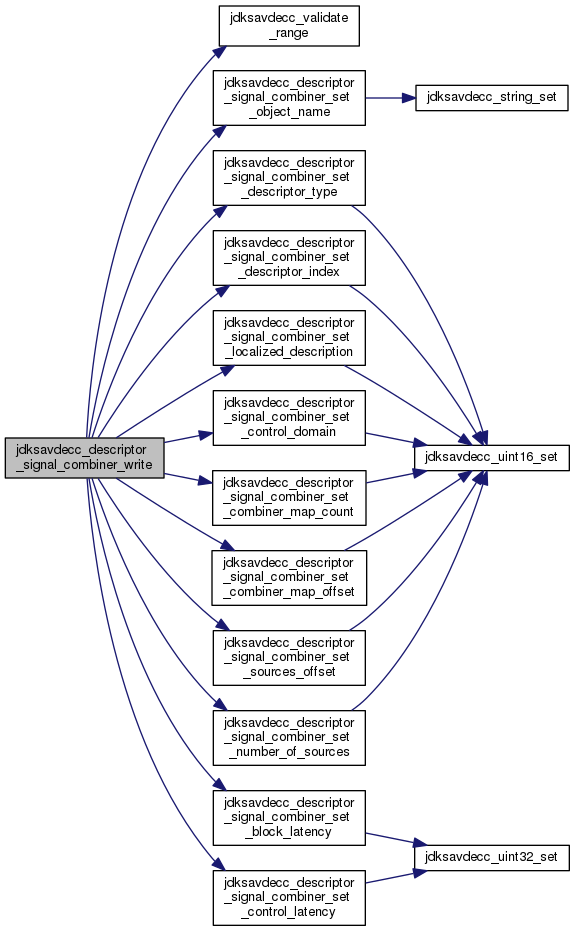 jdksavdecc_validate
_range
jdksavdecc_descriptor
_signal_combiner_set
_object_name
jdksavdecc_string_set
jdksavdecc_descriptor
_signal_combiner_set
_descriptor_type
jdksavdecc_descriptor
_signal_combiner_set
_descriptor_index
jdksavdecc_descriptor
_signal_combiner_set
_localized_description
jdksavdecc_descriptor
_signal_combiner_set
_control_domain
jdksavdecc_descriptor
_signal_combiner_write
jdksavdecc_uint16_set
jdksavdecc_descriptor
_signal_combiner_set
_combiner_map_count
jdksavdecc_descriptor
_signal_combiner_set
_combiner_map_offset
jdksavdecc_descriptor
_signal_combiner_set
_sources_offset
jdksavdecc_descriptor
_signal_combiner_set
_number_of_sources
jdksavdecc_descriptor
_signal_combiner_set
_block_latency
jdksavdecc_uint32_set
jdksavdecc_descriptor
_signal_combiner_set
_control_latency